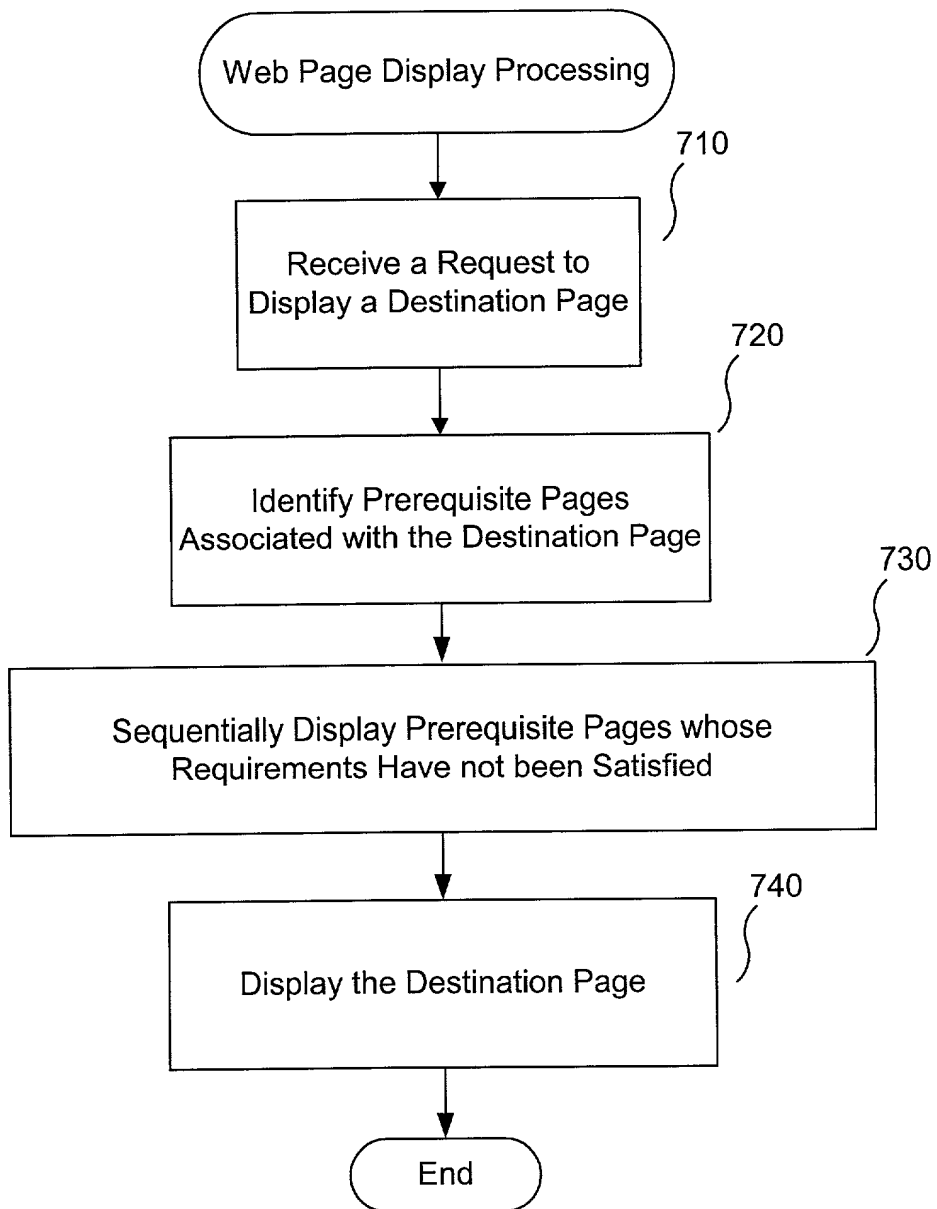 Web Page Display Processing
710
Receive a Request to
Display a Destination Page
720
Identify Prerequisite Pages
Associated with the Destination Page
730
Sequentially Display Prerequisite Pages whose
Requirements Have not been Satisfied
740
Display the Destination Page
End